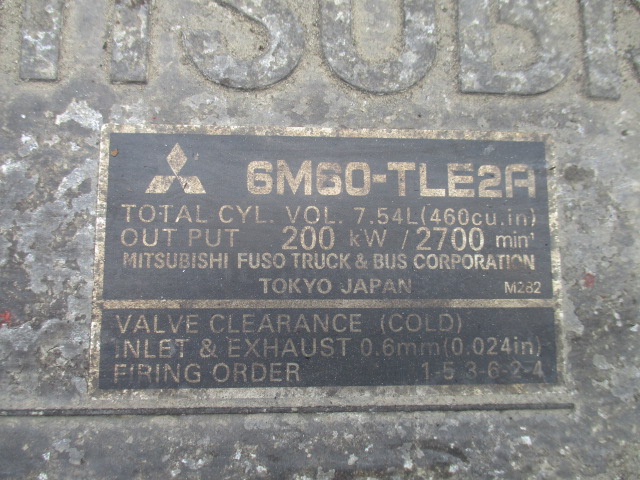 TSUB
6M60-TLE2A
TOTAL CYL. VOL. 7.54L(460cu.in)
OUT PUT 200 kW / 2700 min⁻¹
MITSUBISHI FUSO TRUCK & BUS CORPORATION
TOKYO JAPAN M282
VALVE CLEARANCE (COLD)
INLET & EXHAUST 0.6mm(0.024in)
FIRING ORDER 1-5-3-6-2-4